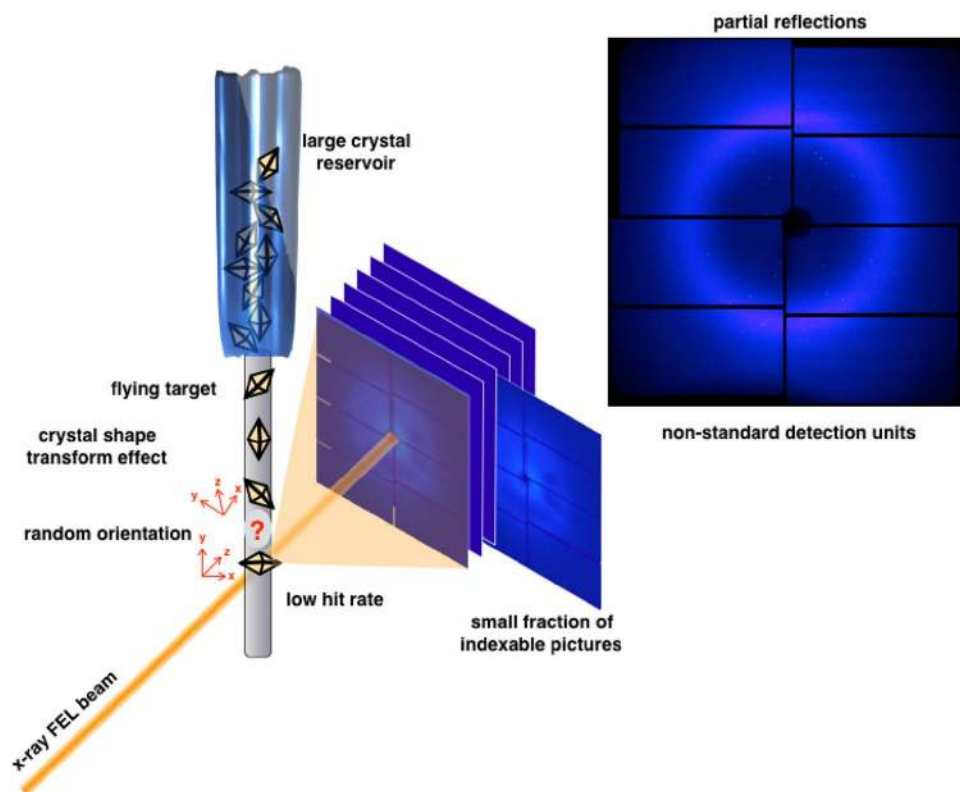 partial reflections
large crystal
reservoir
flying target
non-standard detection units
crystal shape
transform effect
z
x
y
random orientation
?
y
z
x
low hit rate
small fraction of
indexable pictures
x-ray FEL beam